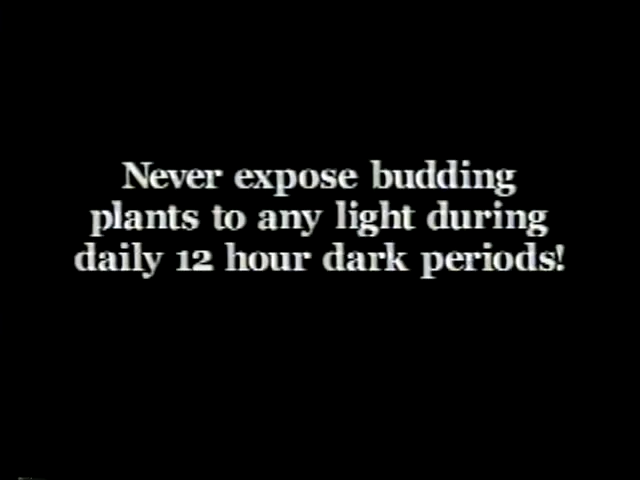 Never expose budding
plants to any light during
daily 12 hour dark periods!